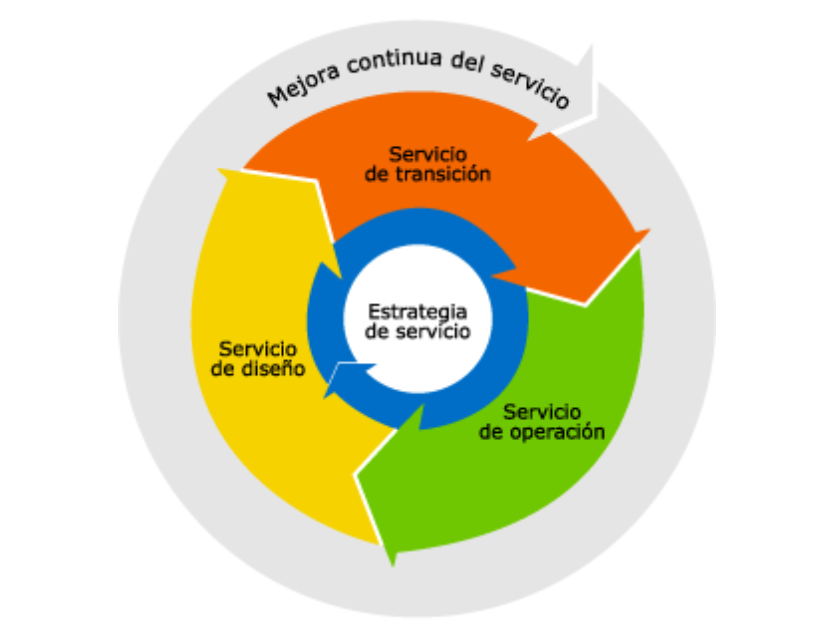 Mejora continua del servicio
Servicio
de transición
Estrategia
de servicio
Servicio
de diseño
Servicio
de operación